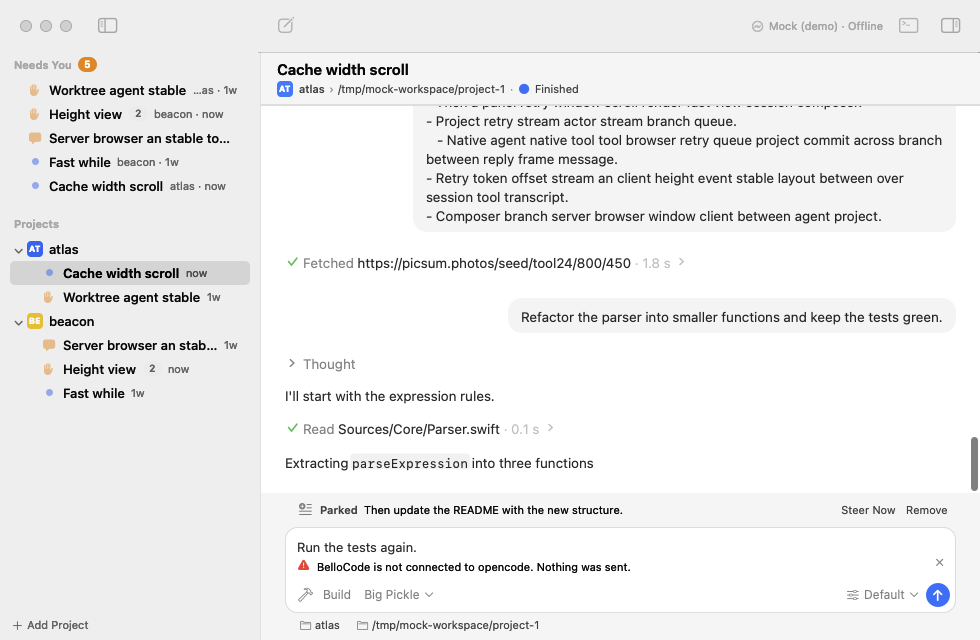 Mock (demo) · Offline
Needs You 5
Worktree agent stable ...as · 1w
Height view 2 beacon · now
Server browser an stable to...
Fast while beacon · 1w
Cache width scroll atlas · now
Projects
AT atlas
Cache width scroll now
Worktree agent stable 1w
BE beacon
Server browser an stab... 1w
Height view 2 now
Fast while 1w
Add Project
Cache width scroll
AT atlas › /tmp/mock-workspace/project-1 · Finished
- Project retry stream actor stream branch queue.
- Native agent native tool tool browser retry queue project commit across branch
between reply frame message.
- Retry token offset stream an client height event stable layout between over
session tool transcript.
- Composer branch server browser window client between agent project.
Fetched https://picsum.photos/seed/tool24/800/450 · 1.8 s
Refactor the parser into smaller functions and keep the tests green.
Thought
I'll start with the expression rules.
Read Sources/Core/Parser.swift · 0.1 s
Extracting parseExpression into three functions
Parked Then update the README with the new structure. Steer Now Remove
Run the tests again.
BelloCode is not connected to opencode. Nothing was sent.
Build Big Pickle Default
atlas /tmp/mock-workspace/project-1